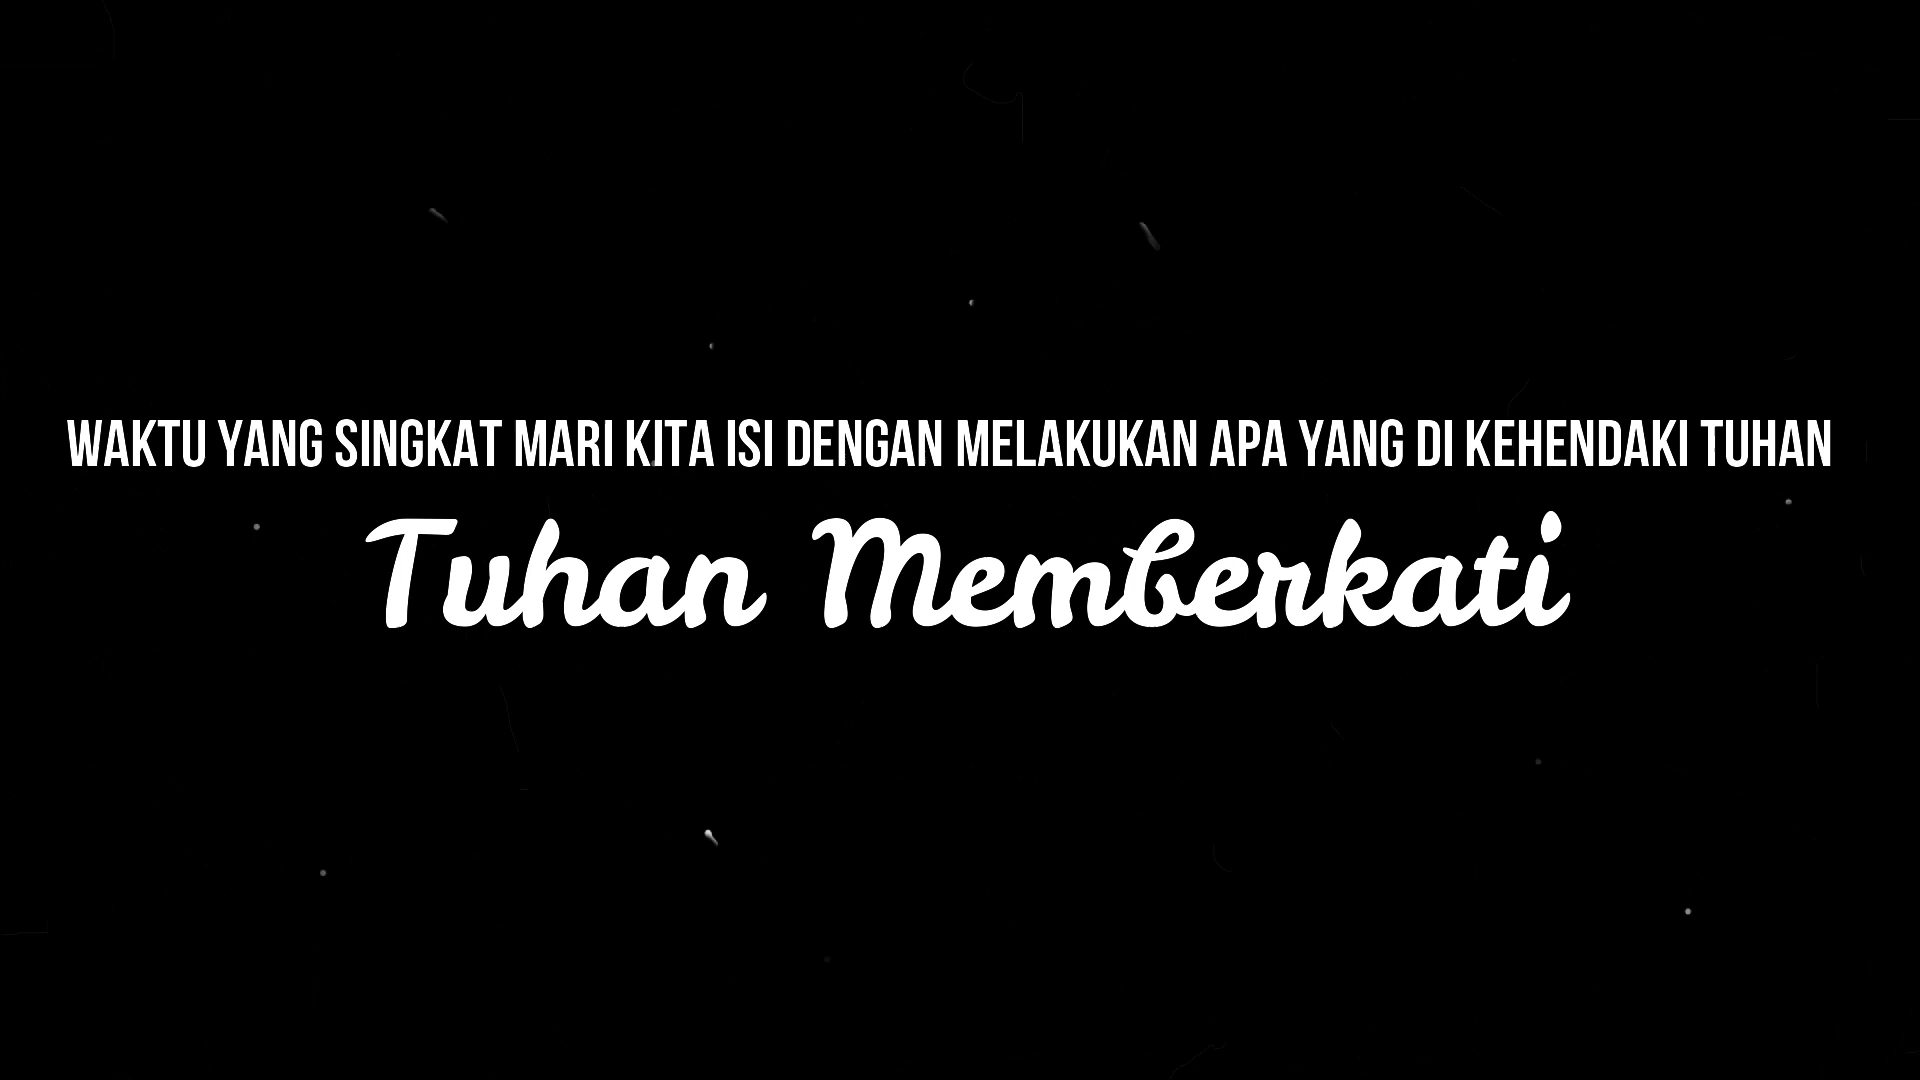 WAKTU YANG SINGKAT MARI KITA ISI DENGAN MELAKUKAN APA YANG DI KEHENDAKI TUHAN
Tuhan Memberkati